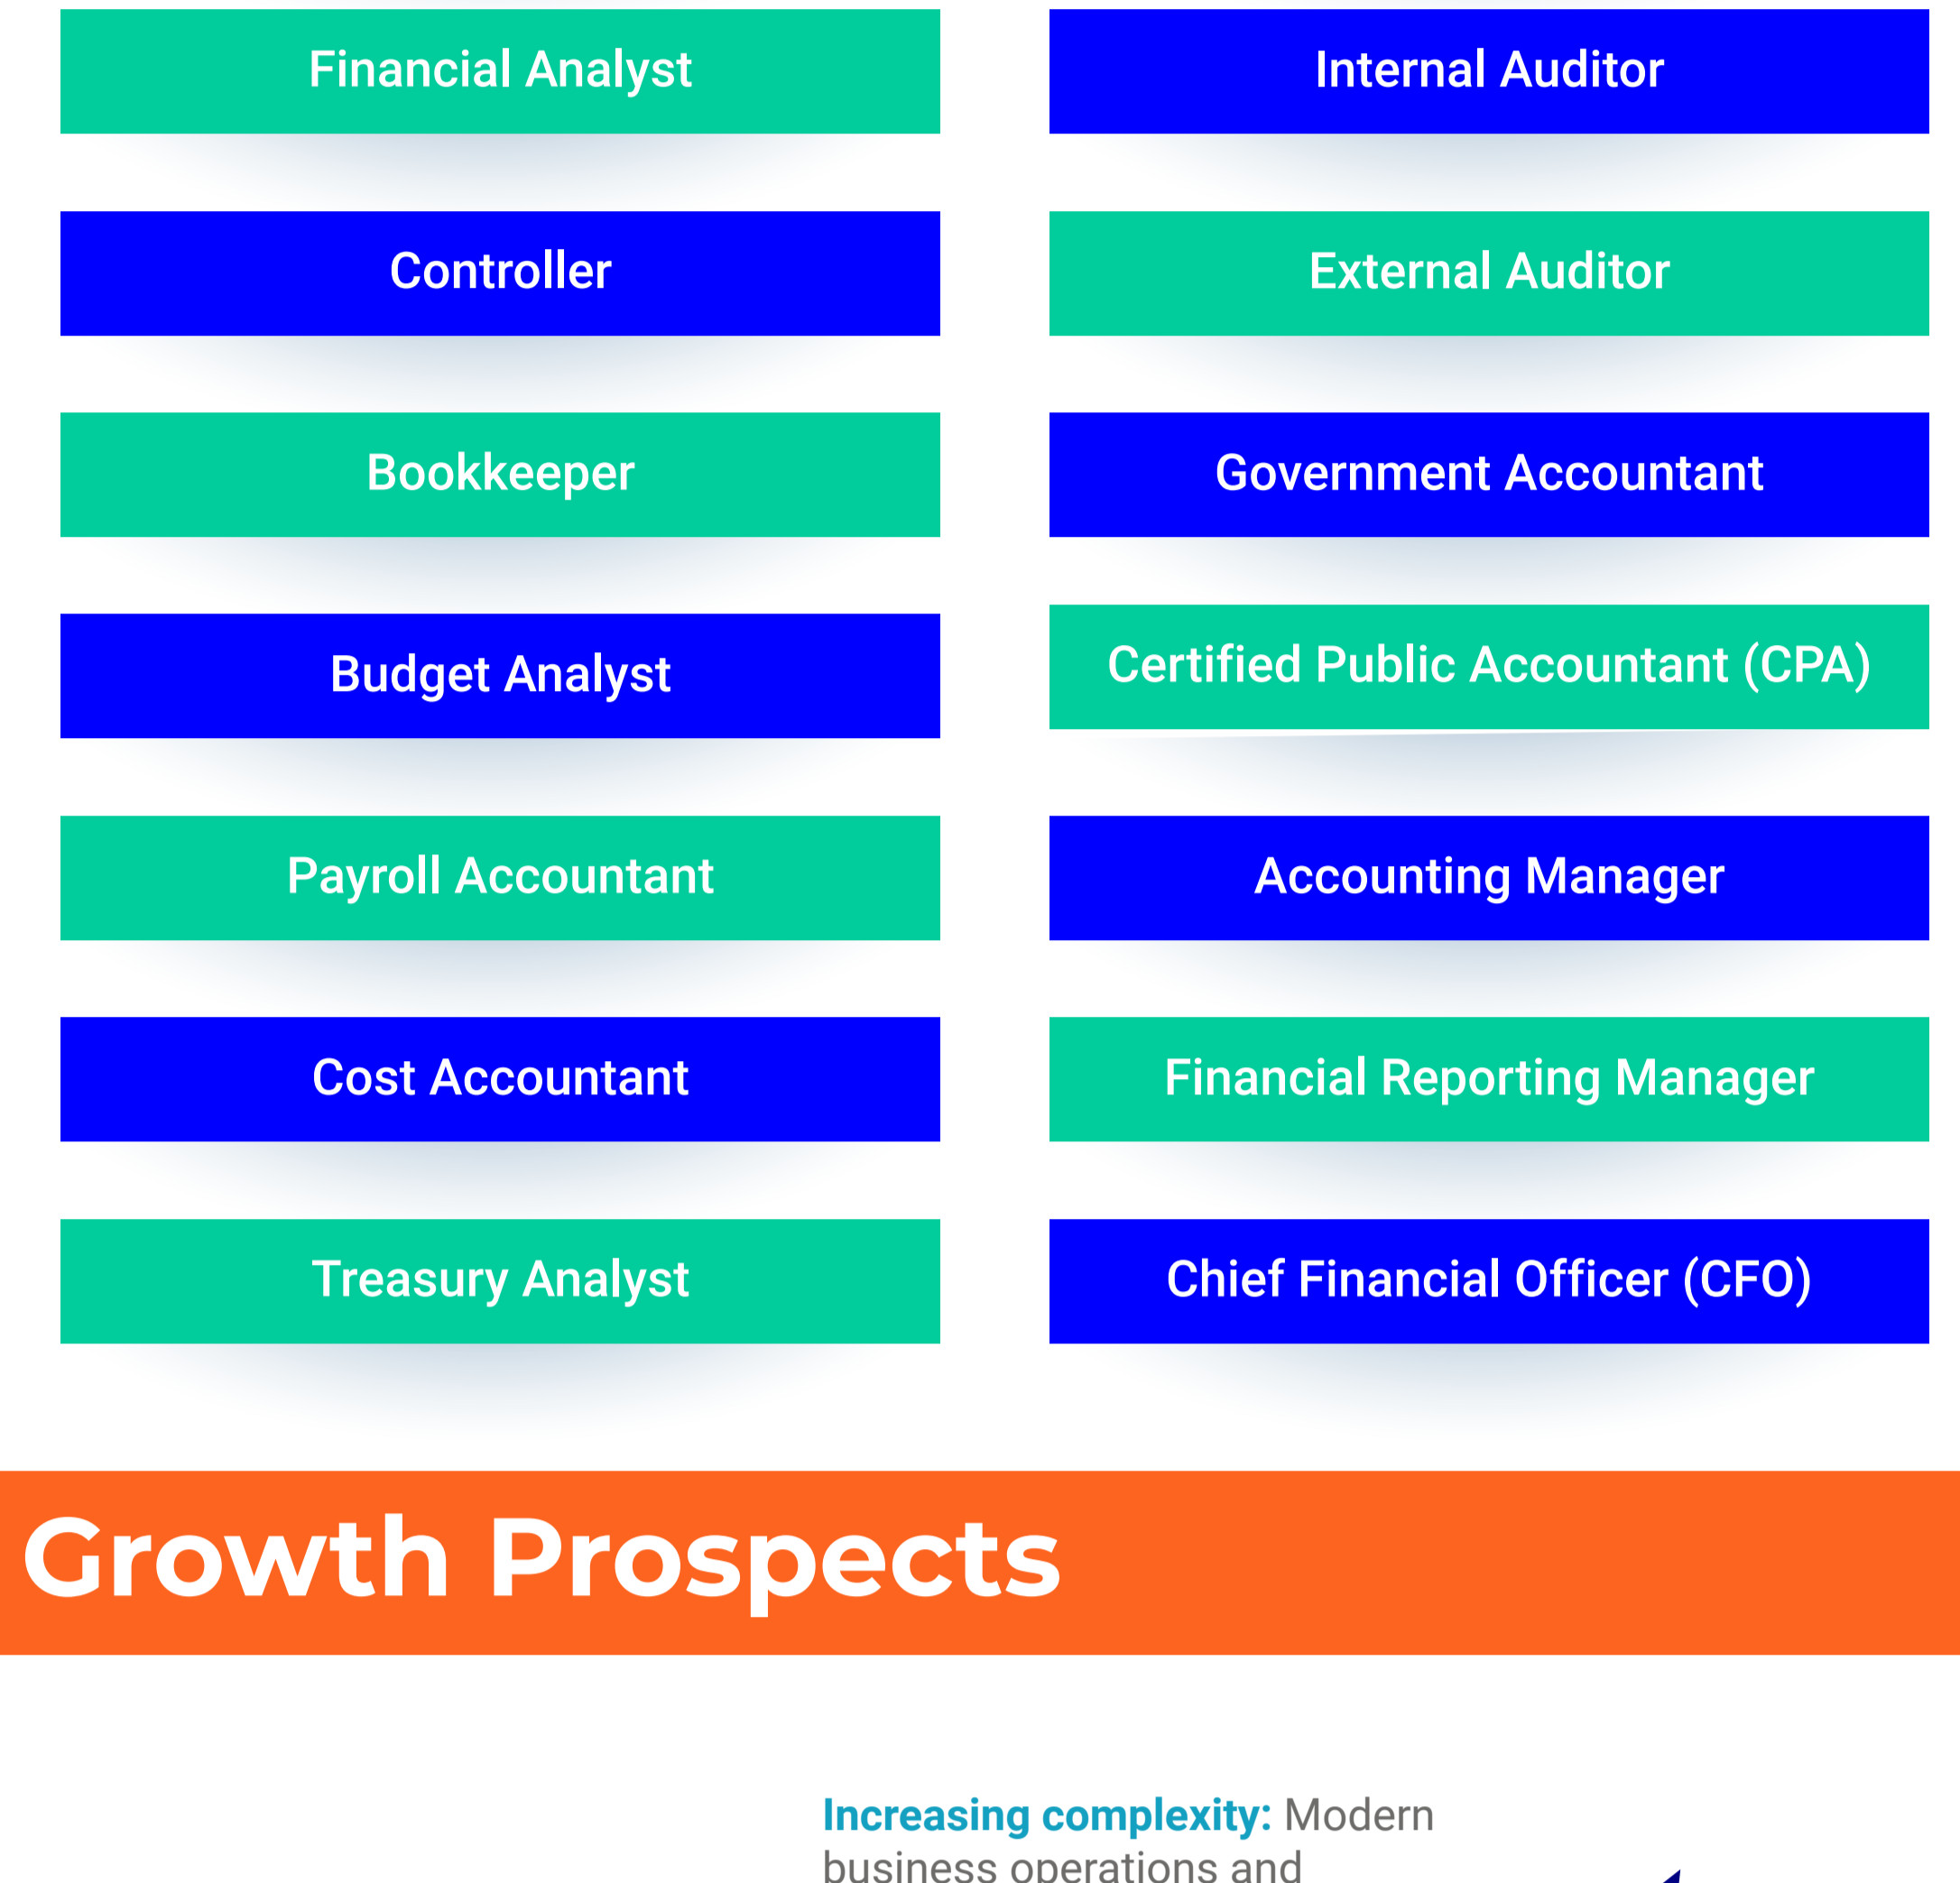 Financial Analyst
Internal Auditor
Controller
External Auditor
Bookkeeper
Government Accountant
Budget Analyst
Certified Public Accountant (CPA)
Payroll Accountant
Accounting Manager
Cost Accountant
Financial Reporting Manager
Treasury Analyst
Chief Financial Officer (CFO)
Growth Prospects
Increasing complexity: Modern
business operations and